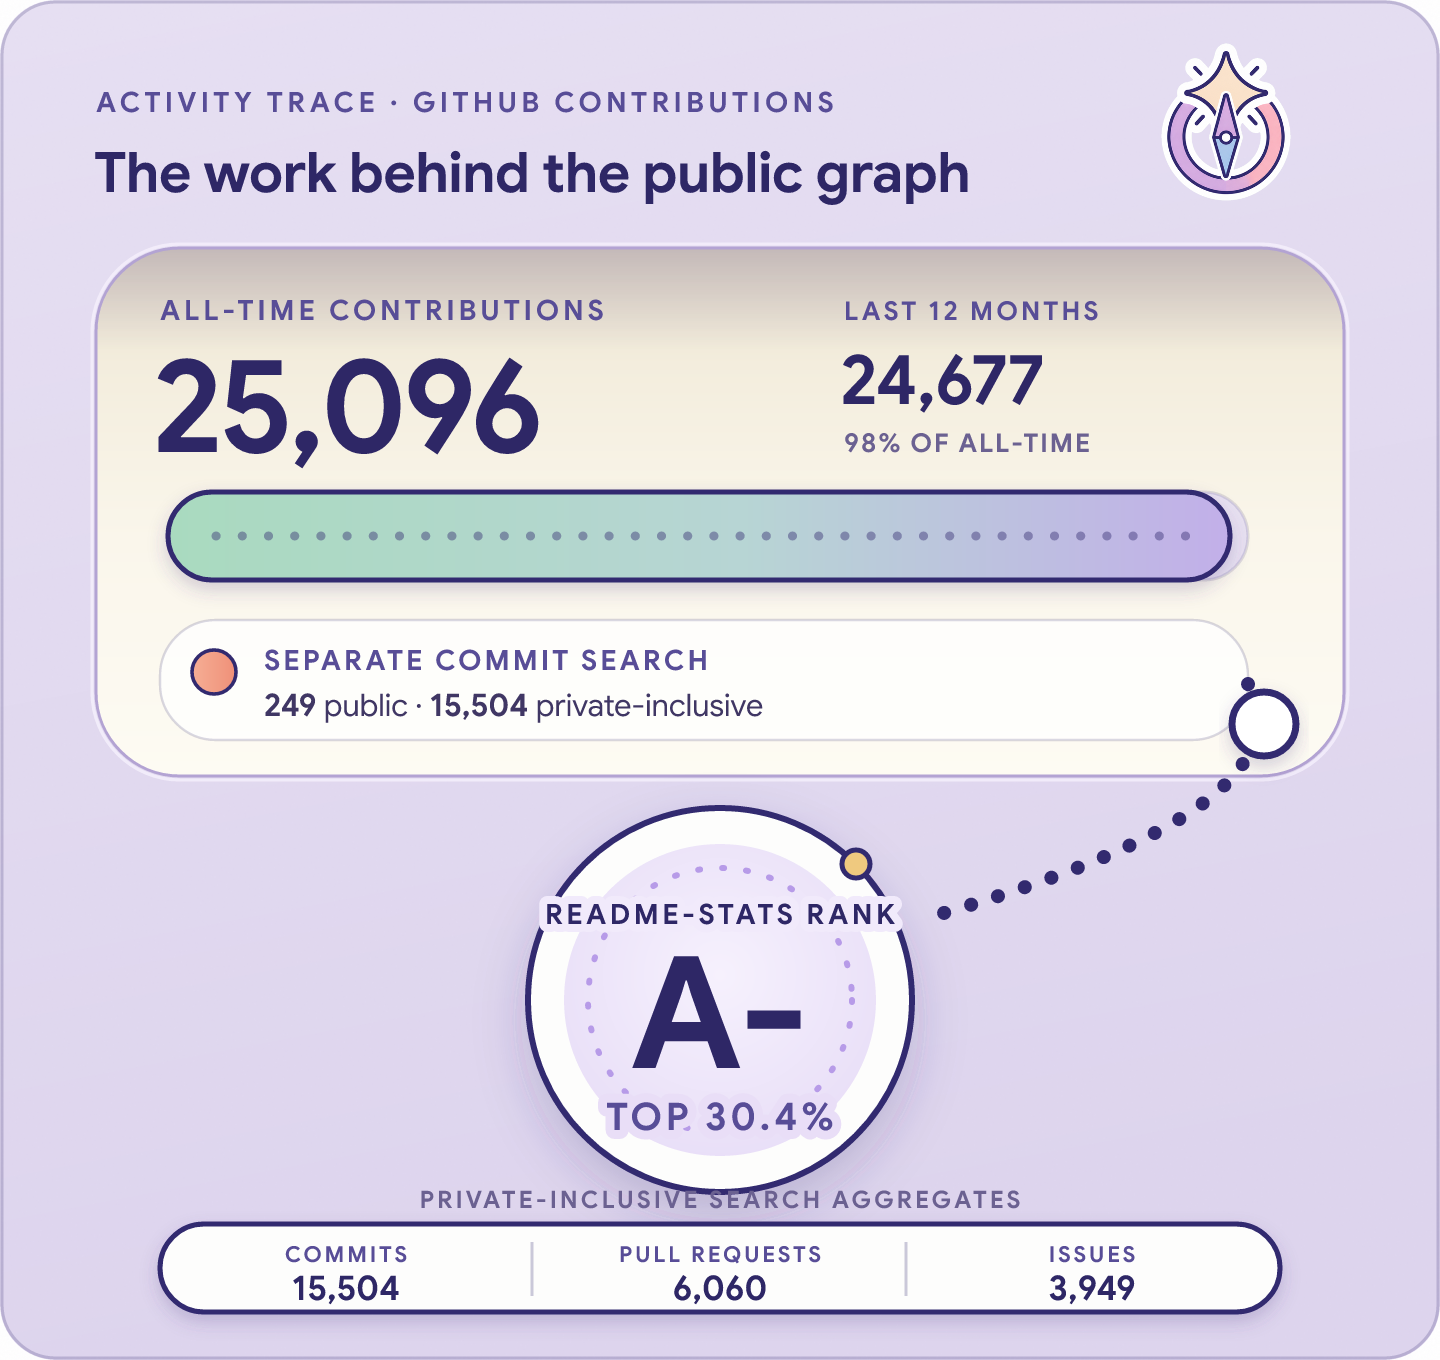 ACTIVITY TRACE · GITHUB CONTRIBUTIONS
The work behind the public graph
ALL-TIME CONTRIBUTIONS
25,096
LAST 12 MONTHS
24,677
98% OF ALL-TIME
SEPARATE COMMIT SEARCH
249 public · 15,504 private-inclusive
README-STATS RANK
A-
TOP 30.4%
PRIVATE-INCLUSIVE SEARCH AGGREGATES
COMMITS
15,504
PULL REQUESTS
6,060
ISSUES
3,949